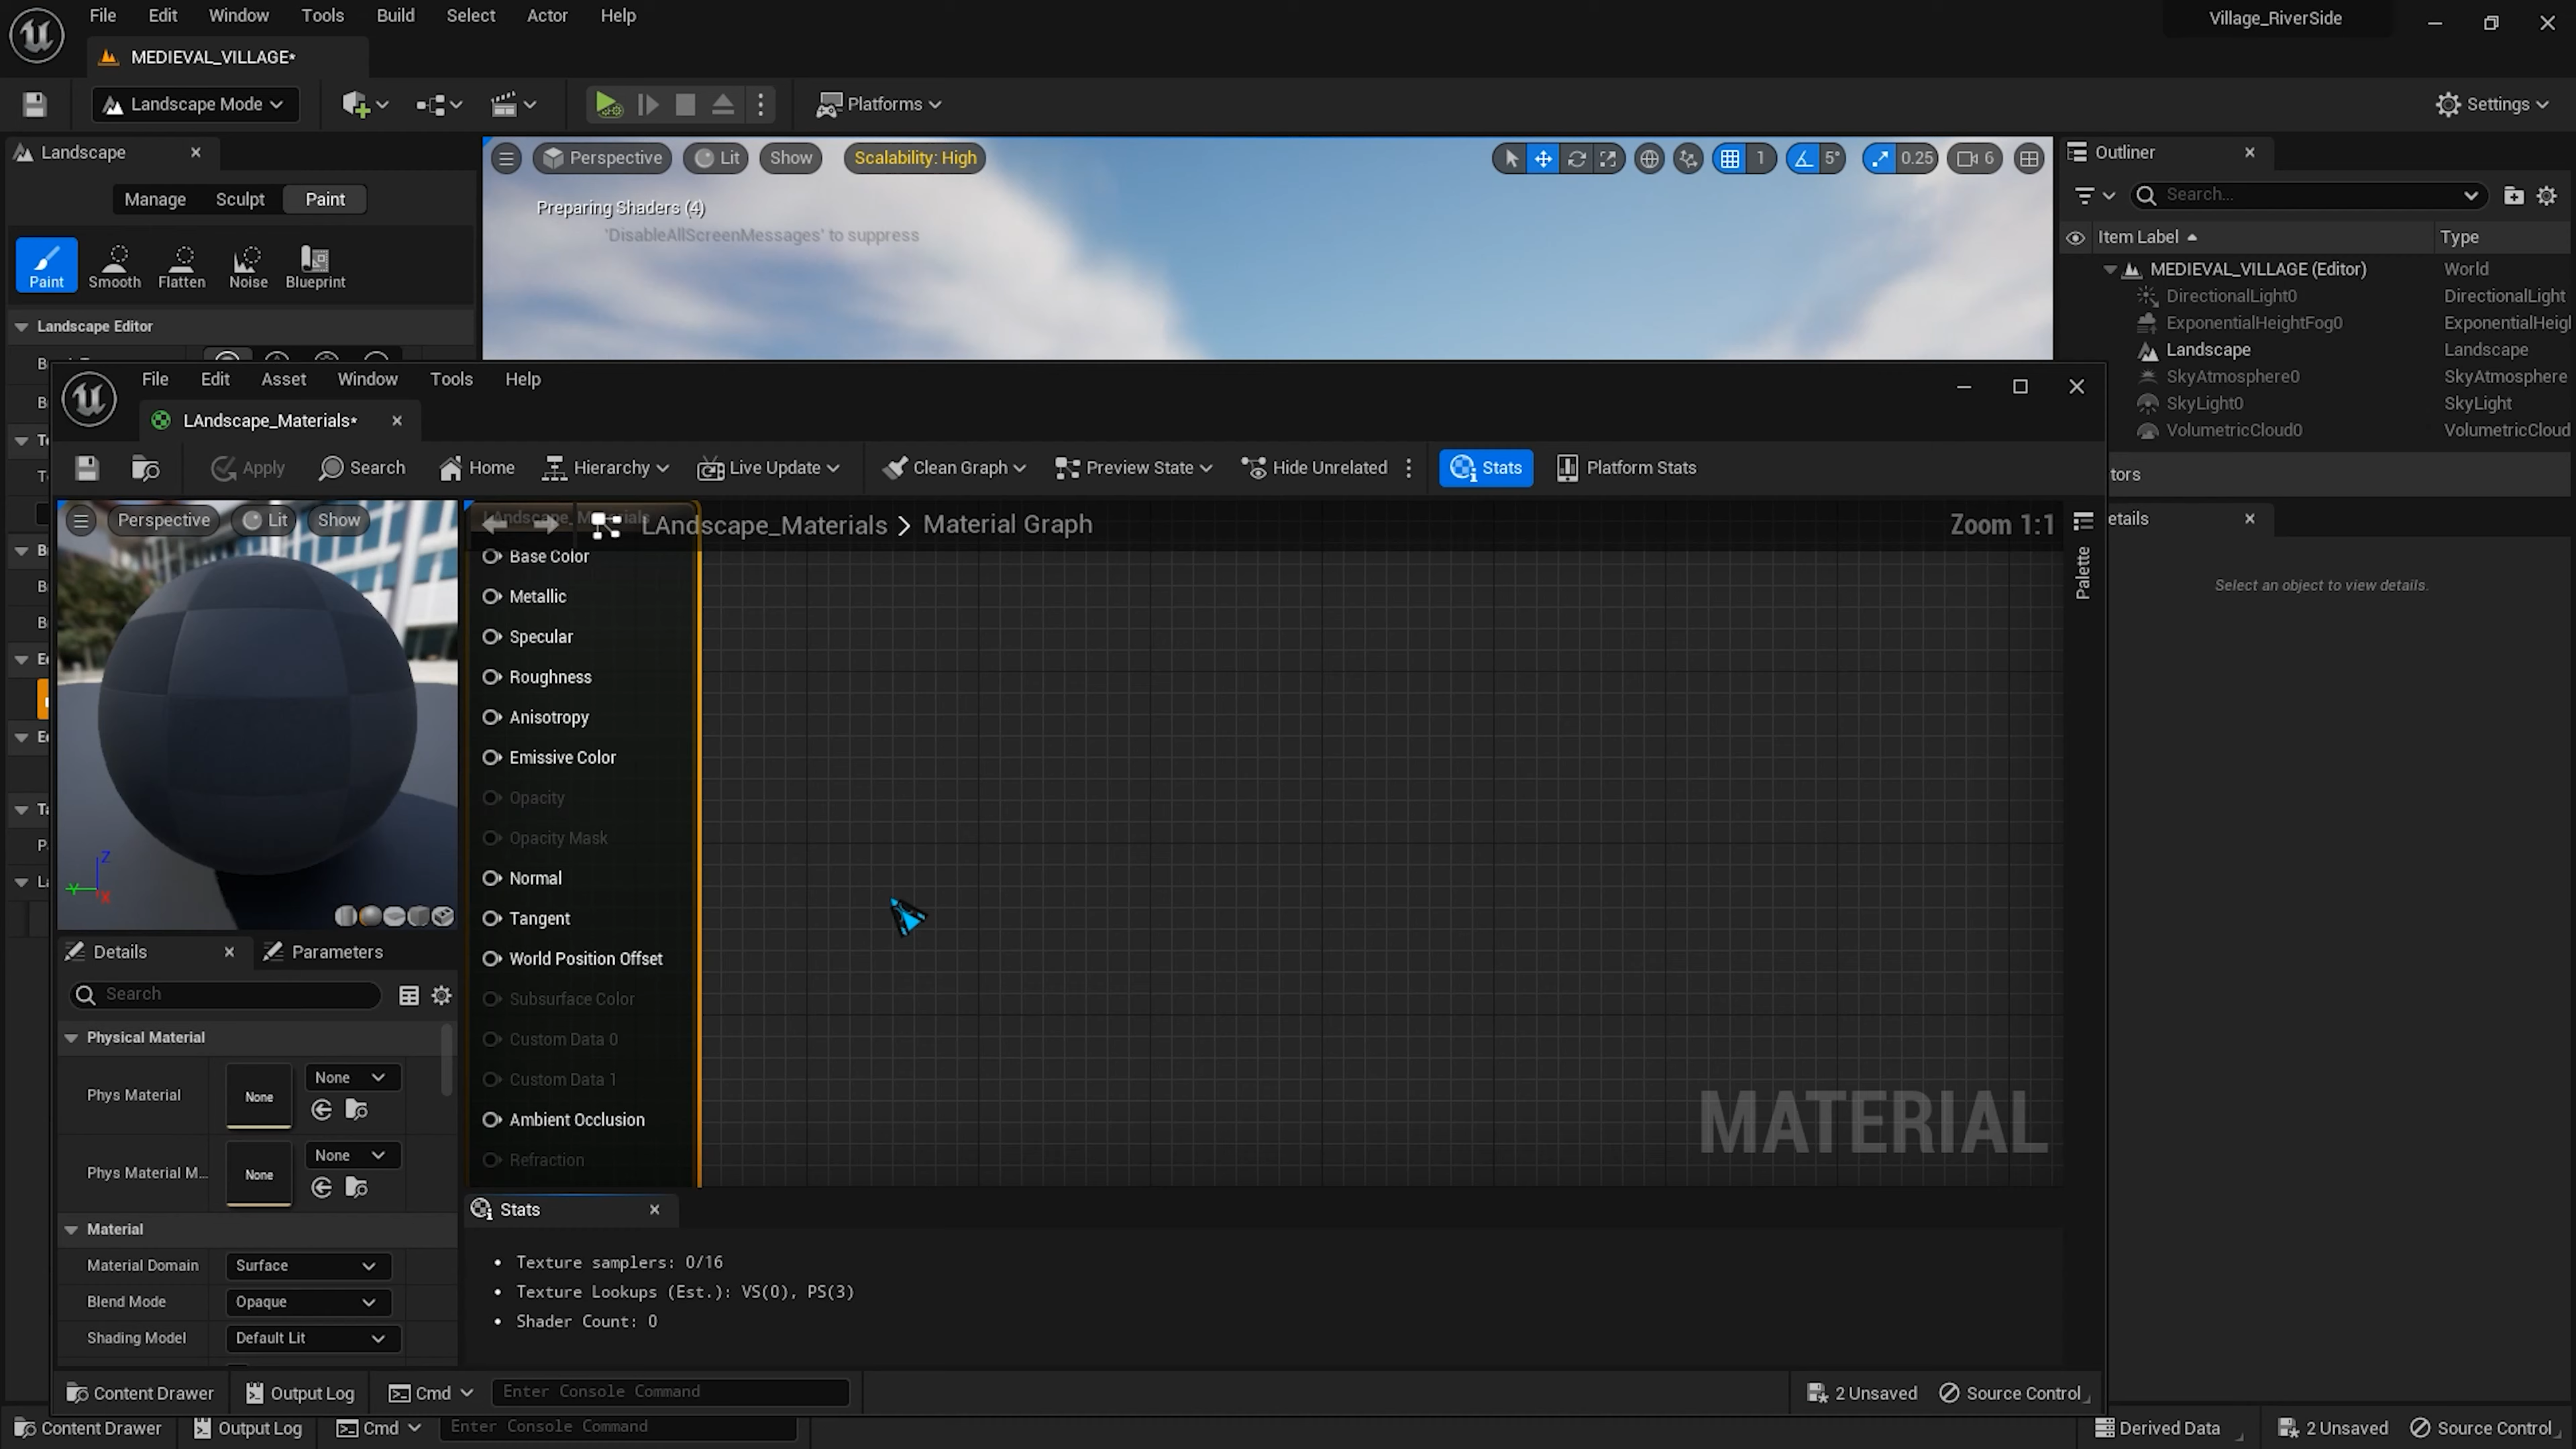 File Edit Window Tools Build Select Actor Help
Village_RiverSide
MEDIEVAL_VILLAGE*
Landscape Mode
Platforms
Settings
Landscape
Manage Sculpt Paint
Paint Smooth Flatten Noise Blueprint
Landscape Editor
Perspective Lit Show Scalability: High
1 5° 0.25 6
Preparing Shaders (4)
'DisableAllScreenMessages' to suppress
Outliner
Search...
Item Label Type
MEDIEVAL_VILLAGE (Editor) World
DirectionalLight0 DirectionalLight
ExponentialHeightFog0 ExponentialHeigl
Landscape Landscape
SkyAtmosphere0 SkyAtmosphere
SkyLight0 SkyLight
VolumetricCloud0 VolumetricCloud
tors
etails
Select an object to view details.
File Edit Asset Window Tools Help
LAndscape_Materials*
Apply Search Home Hierarchy Live Update Clean Graph Preview State Hide Unrelated Stats Platform Stats
Perspective Lit Show
LAndscape_Materials > Material Graph
Zoom 1:1
Palette
Base Color
Metallic
Specular
Roughness
Anisotropy
Emissive Color
Opacity
Opacity Mask
Normal
Tangent
World Position Offset
Subsurface Color
Custom Data 0
Custom Data 1
Ambient Occlusion
Refraction
MATERIAL
Z
Y
X
Details Parameters
Search
Physical Material
Phys Material None None
Phys Material M... None None
Material
Material Domain Surface
Blend Mode Opaque
Shading Model Default Lit
Stats
• Texture samplers: 0/16
• Texture Lookups (Est.): VS(0), PS(3)
• Shader Count: 0
Content Drawer Output Log Cmd Enter Console Command
2 Unsaved Source Control
Content Drawer Output Log Cmd Enter Console Command
Derived Data 2 Unsaved Source Control